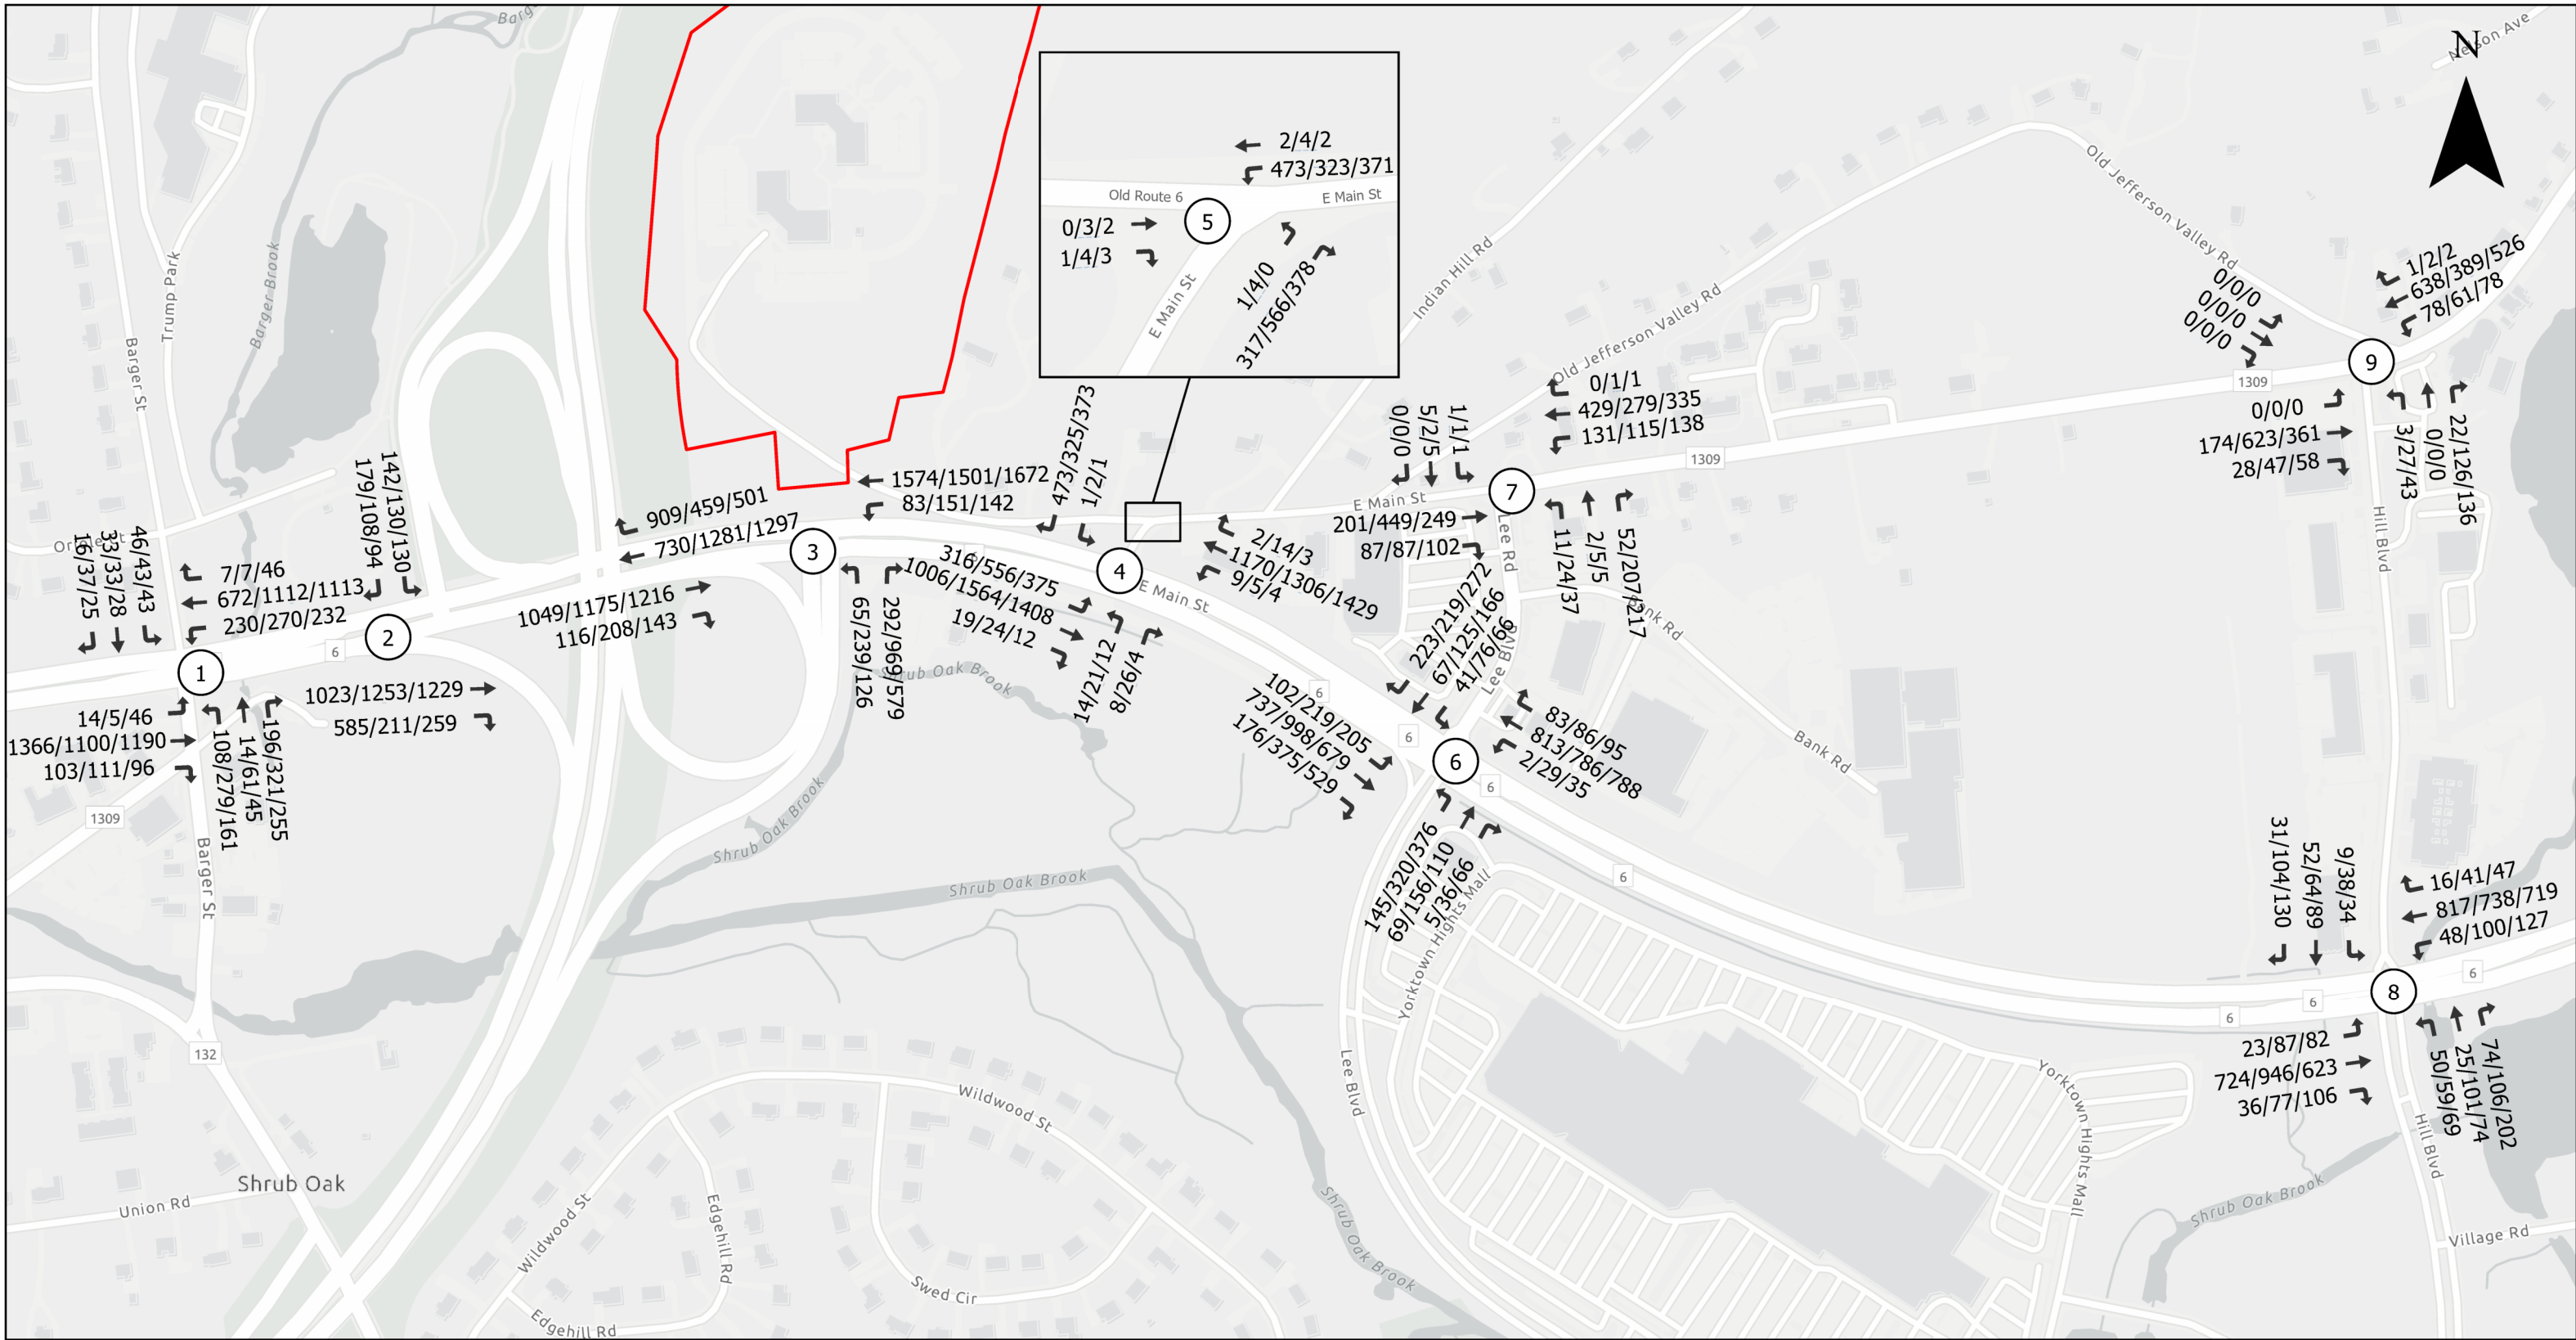 Barg
Nelson Ave
N
2/4/2
473/323/371
Old Route 6
E Main St
5
0/3/2
1/4/3
E Main St
1/4/0
317/566/378
Old Jefferson Valley Rd
Trump Park
Barger Brook
Barger St
Indian Hill Rd
Old Jefferson Valley Rd
1/2/2
638/389/526
78/61/78
0/0/0
0/0/0
0/0/0
9
1309
0/0/0
174/623/361
28/47/58
3/27/43
0/0/0
22/126/136
Hill Blvd
0/1/1
429/279/335
131/115/138
0/0/0
5/2/5
1/1/1
7
1309
E Main St
201/449/249
87/87/102
Lee Rd
11/24/37
2/5/5
52/207/217
Bank Rd
Bank Rd
473/325/373
1/2/1
1574/1501/1672
83/151/142
3
909/459/501
730/1281/1297
142/130/130
179/108/94
2
6
1049/1175/1216
116/208/143
65/239/126
292/969/579
316/556/375
1006/1564/1408
19/24/12
4
E Main St
2/14/3
1170/1306/1429
9/5/4
14/21/12
8/26/4
46/43/43
33/33/28
16/37/25
7/7/46
672/1112/1113
230/270/232
1
14/5/46
1366/1100/1190
103/111/96
108/279/161
14/61/45
196/321/255
1023/1253/1229
585/211/259
1309
Barger St
Shrub Oak Brook
Shrub Oak Brook
Shrub Oak Brook
223/219/272
67/125/166
41/76/66
Lee Blvd
6
6
102/219/205
737/998/679
176/375/529
6
6
83/86/95
813/786/788
2/29/35
145/320/376
69/156/110
5/36/66
Yorktown Hights Mall
6
31/104/130
52/64/89
9/38/34
16/41/47
817/738/719
48/100/127
6
8
6
6
23/87/82
724/946/623
36/77/106
50/59/69
25/101/74
74/106/202
Hill Blvd
132
Lee Blvd
Yorktown Hights Mall
Wildwood St
Wildwood St
Shrub Oak
Union Rd
Edgehill Rd
Edgehill Rd
Swed Cir
Shrub Oak Brook
Shrub Oak Brook
Village Rd